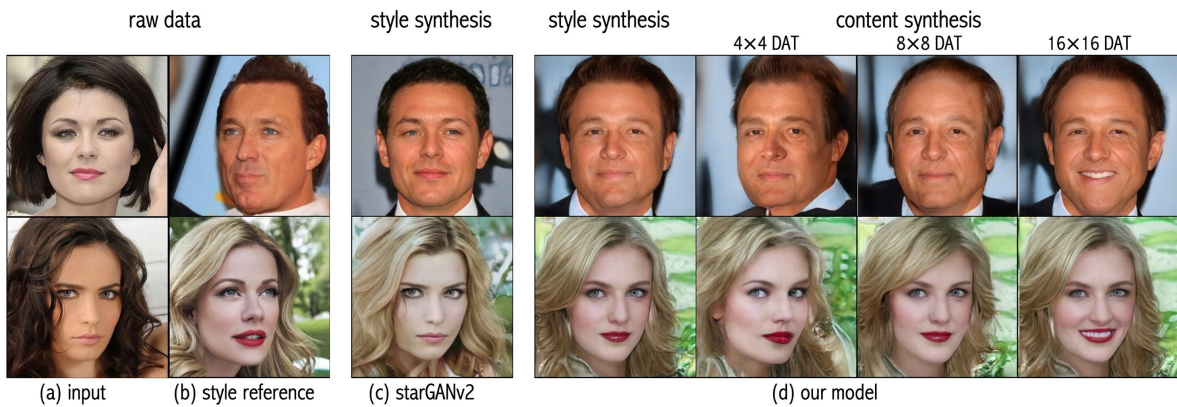 raw data
style synthesis
style synthesis
content synthesis
4×4 DAT
8×8 DAT
16×16 DAT
(a) input
(b) style reference
(c) starGANv2
(d) our model